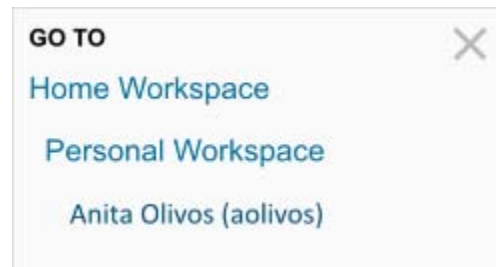 GO TO
Home Workspace
Personal Workspace
Anita Olivos (aolivos)